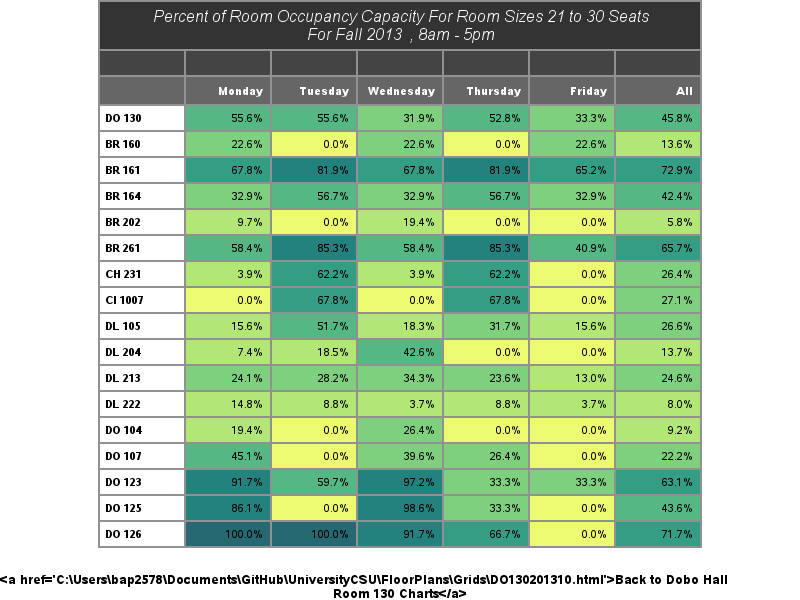 Percent of Room Occupancy Capacity For Room Sizes 21 to 30 Seats
For Fall 2013 , 8am - 5pm
Monday Tuesday Wednesday Thursday Friday All
DO 130 55.6% 55.6% 31.9% 52.8% 33.3% 45.8%
BR 160 22.6% 0.0% 22.6% 0.0% 22.6% 13.6%
BR 161 67.8% 81.9% 67.8% 81.9% 65.2% 72.9%
BR 164 32.9% 56.7% 32.9% 56.7% 32.9% 42.4%
BR 202 9.7% 0.0% 19.4% 0.0% 0.0% 5.8%
BR 261 58.4% 85.3% 58.4% 85.3% 40.9% 65.7%
CH 231 3.9% 62.2% 3.9% 62.2% 0.0% 26.4%
CI 1007 0.0% 67.8% 0.0% 67.8% 0.0% 27.1%
DL 105 15.6% 51.7% 18.3% 31.7% 15.6% 26.6%
DL 204 7.4% 18.5% 42.6% 0.0% 0.0% 13.7%
DL 213 24.1% 28.2% 34.3% 23.6% 13.0% 24.6%
DL 222 14.8% 8.8% 3.7% 8.8% 3.7% 8.0%
DO 104 19.4% 0.0% 26.4% 0.0% 0.0% 9.2%
DO 107 45.1% 0.0% 39.6% 26.4% 0.0% 22.2%
DO 123 91.7% 59.7% 97.2% 33.3% 33.3% 63.1%
DO 125 86.1% 0.0% 98.6% 33.3% 0.0% 43.6%
DO 126 100.0% 100.0% 91.7% 66.7% 0.0% 71.7%
<a href='C:\Users\bap2578\Documents\GitHub\UniversityCSU\FloorPlans\Grids\DO130201310.html'>Back to Dobo Hall
Room 130 Charts</a>